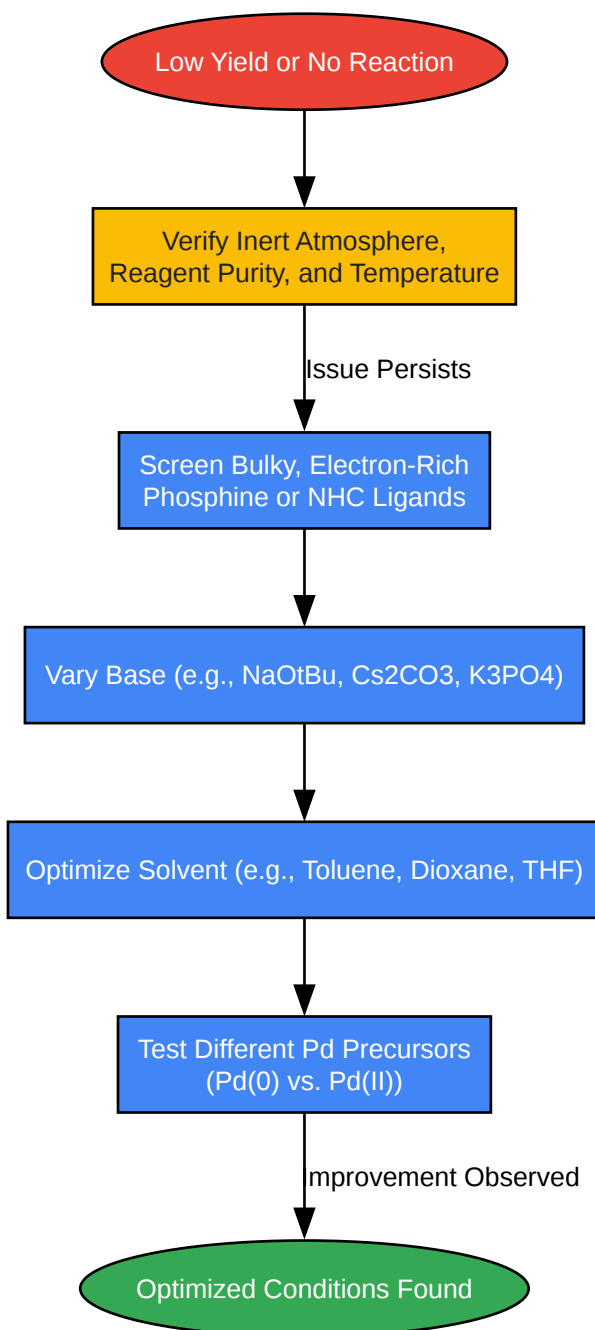 Low Yield or No Reaction
Verify Inert Atmosphere,
Reagent Purity, and Temperature
Issue Persists
Screen Bulky, Electron-Rich
Phosphine or NHC Ligands
Vary Base (e.g., NaOtBu, Cs2CO3, K3PO4)
Optimize Solvent (e.g., Toluene, Dioxane, THF)
Test Different Pd Precursors
(Pd(0) vs. Pd(II))
Improvement Observed
Optimized Conditions Found